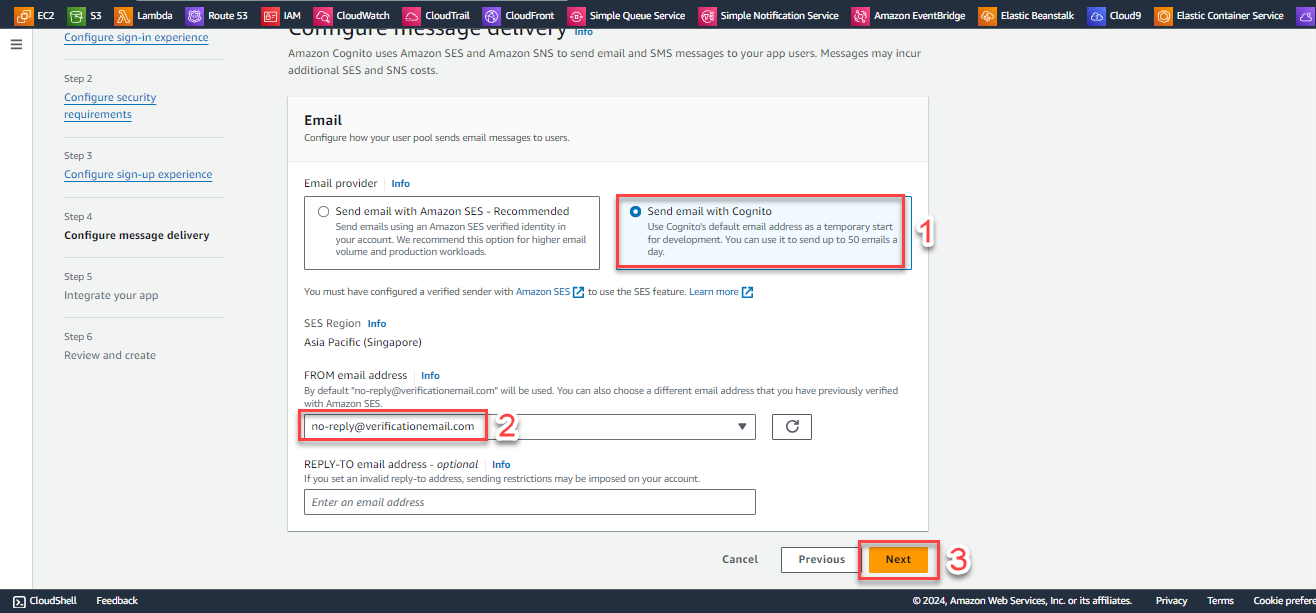 EC2 S3 Lambda Route 53 IAM CloudWatch CloudTrail CloudFront Simple Queue Service Simple Notification Service Amazon EventBridge Elastic Beanstalk Cloud9 Elastic Container Service
Configure sign-in experience
Step 2
Configure security
requirements
Step 3
Configure sign-up experience
Step 4
Configure message delivery
Step 5
Integrate your app
Step 6
Review and create
Configure message delivery Info
Amazon Cognito uses Amazon SES and Amazon SNS to send email and SMS messages to your app users. Messages may incur
additional SES and SNS costs.
Email
Configure how your user pool sends email messages to users.
Email provider Info
Send email with Amazon SES - Recommended
Send emails using an Amazon SES verified identity in
your account. We recommend this option for higher email
volume and production workloads.
Send email with Cognito
Use Cognito's default email address as a temporary start
for development. You can use it to send up to 50 emails a
day.
1
You must have configured a verified sender with Amazon SES to use the SES feature. Learn more
SES Region Info
Asia Pacific (Singapore)
FROM email address Info
By default "no-reply@verificationemail.com" will be used. You can also choose a different email address that you have previously verified
with Amazon SES.
no-reply@verificationemail.com
2
REPLY-TO email address - optional Info
If you set an invalid reply-to address, sending restrictions may be imposed on your account.
Enter an email address
Cancel Previous Next
3
CloudShell Feedback © 2024, Amazon Web Services, Inc. or its affiliates. Privacy Terms Cookie prefere